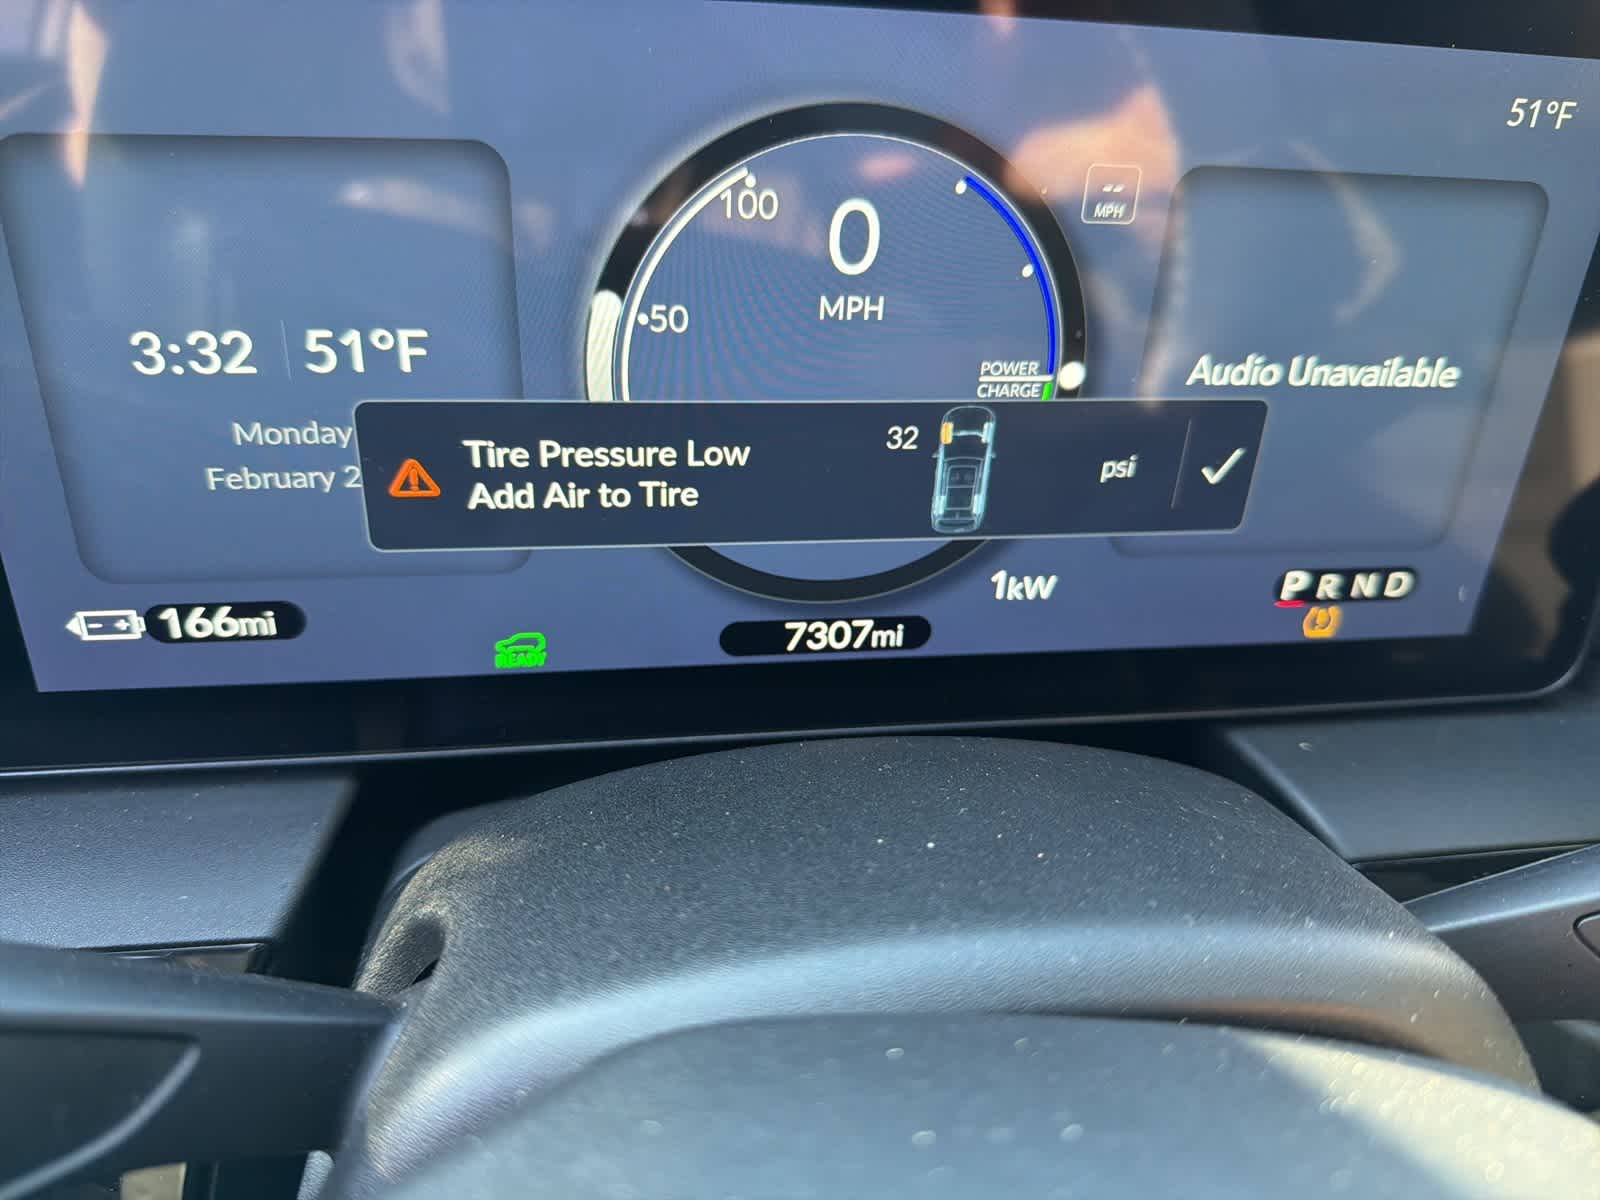 51°F
100
0
-- MPH
MPH
50
3:32 51°F
POWER
CHARGE
Audio Unavailable
Monday
February 2
Tire Pressure Low
Add Air to Tire
32
psi
1kW
PRND
166mi
READY
7307mi